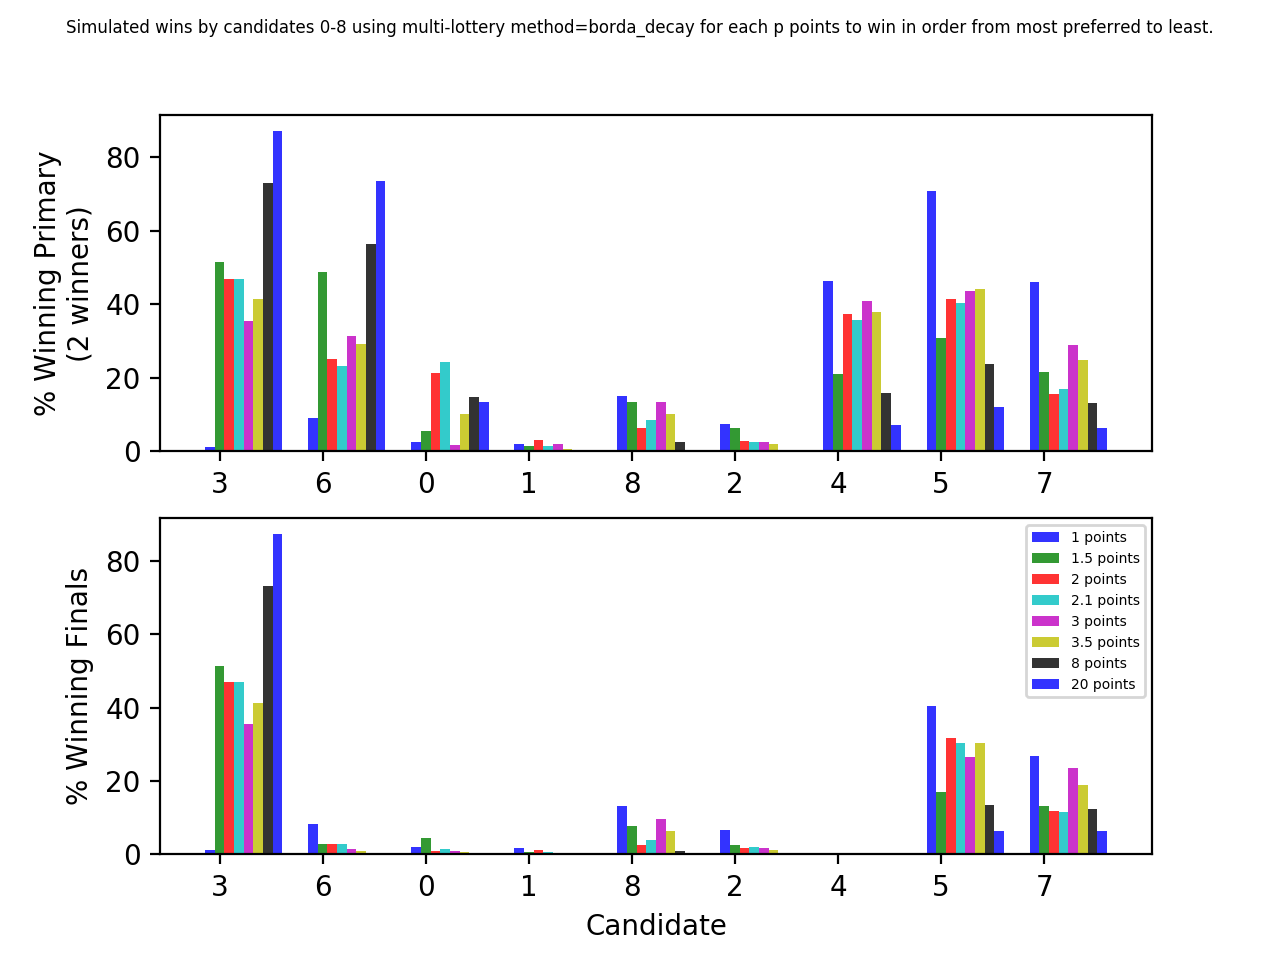 Simulated wins by candidates 0-8 using multi-lottery method=borda_decay for each p points to win in order from most preferred to least.
% Winning Primary
(2 winners)
80
60
40
20
0
3 6 0 1 8 2 4 5 7
% Winning Finals
80
60
40
20
0
1 points
1.5 points
2 points
2.1 points
3 points
3.5 points
8 points
20 points
3 6 0 1 8 2 4 5 7
Candidate